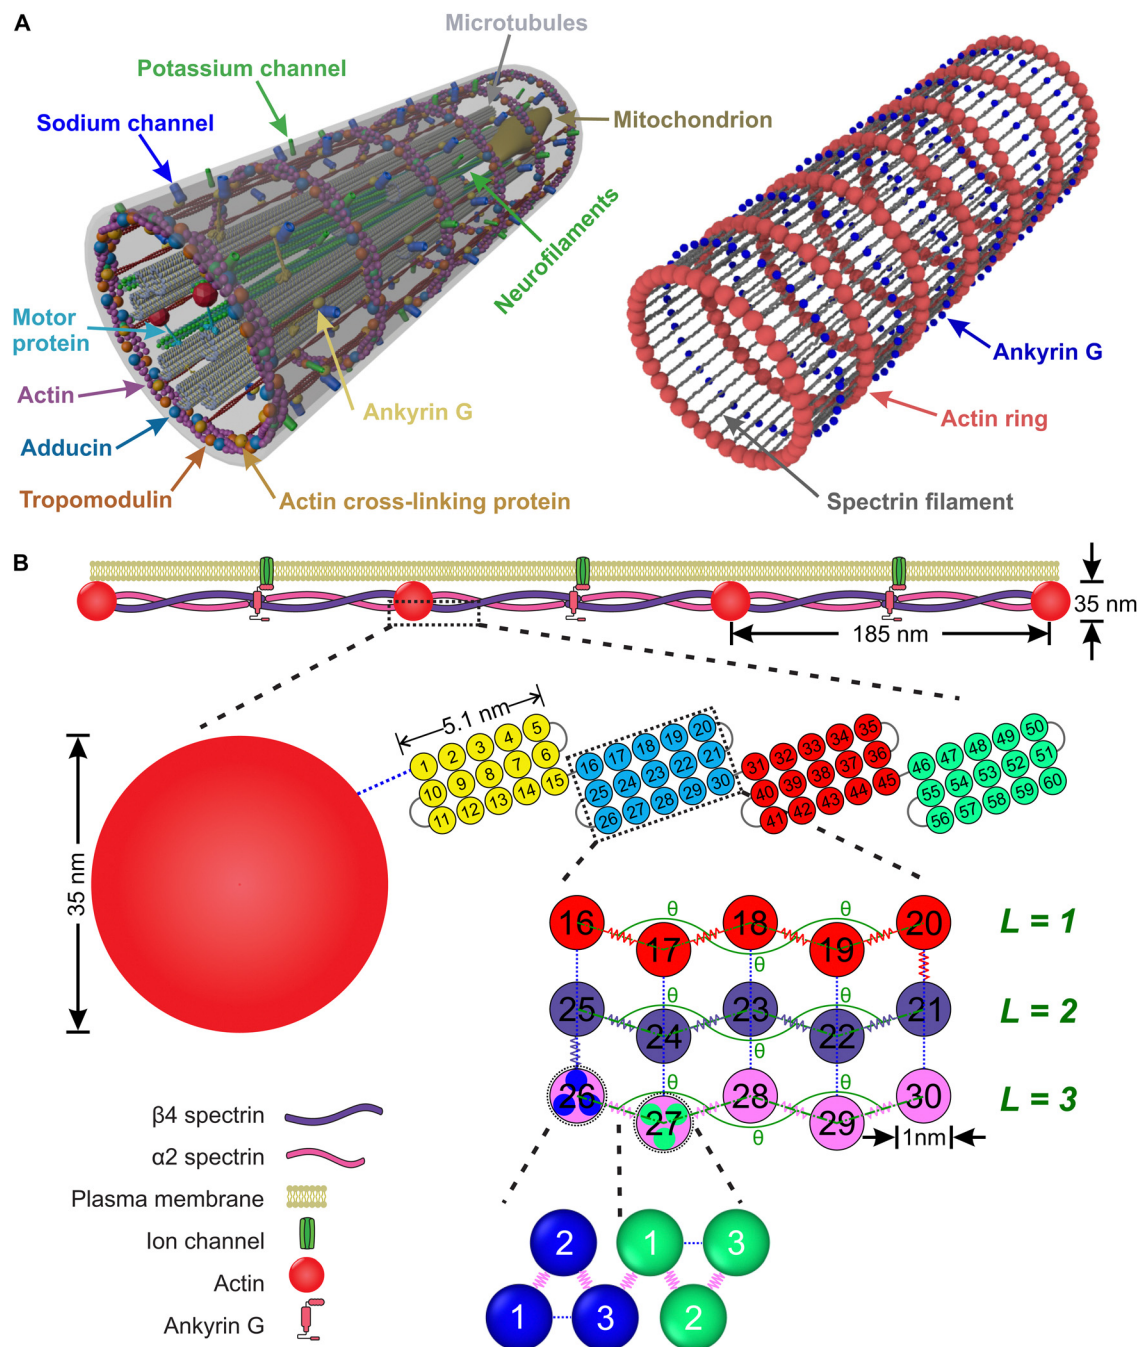 A
Microtubules
Potassium channel
Sodium channel
Mitochondrion
Neurofilaments
Motor
protein
Actin
Adducin
Tropomodulin
Ankyrin G
Actin cross-linking protein
Ankyrin G
Actin ring
Spectrin filament
B
35 nm
185 nm
5.1 nm
35 nm
1 2 3 4 5
10 9 8 7 6
11 12 13 14 15
16 17 18 19 20
25 24 23 22 21
26 27 28 29 30
31 32 33 34 35
40 39 38 37 36
41 42 43 44 45
46 47 48 49 50
55 54 53 52 51
56 57 58 59 60
θ θ
16 17 18 19 20
L = 1
θ
θ θ
25 24 23 22 21
L = 2
θ
θ θ
26 27 28 29 30
L = 3
θ
1nm
β4 spectrin
α2 spectrin
Plasma membrane
Ion channel
Actin
Ankyrin G
2 1 3
1 3 2